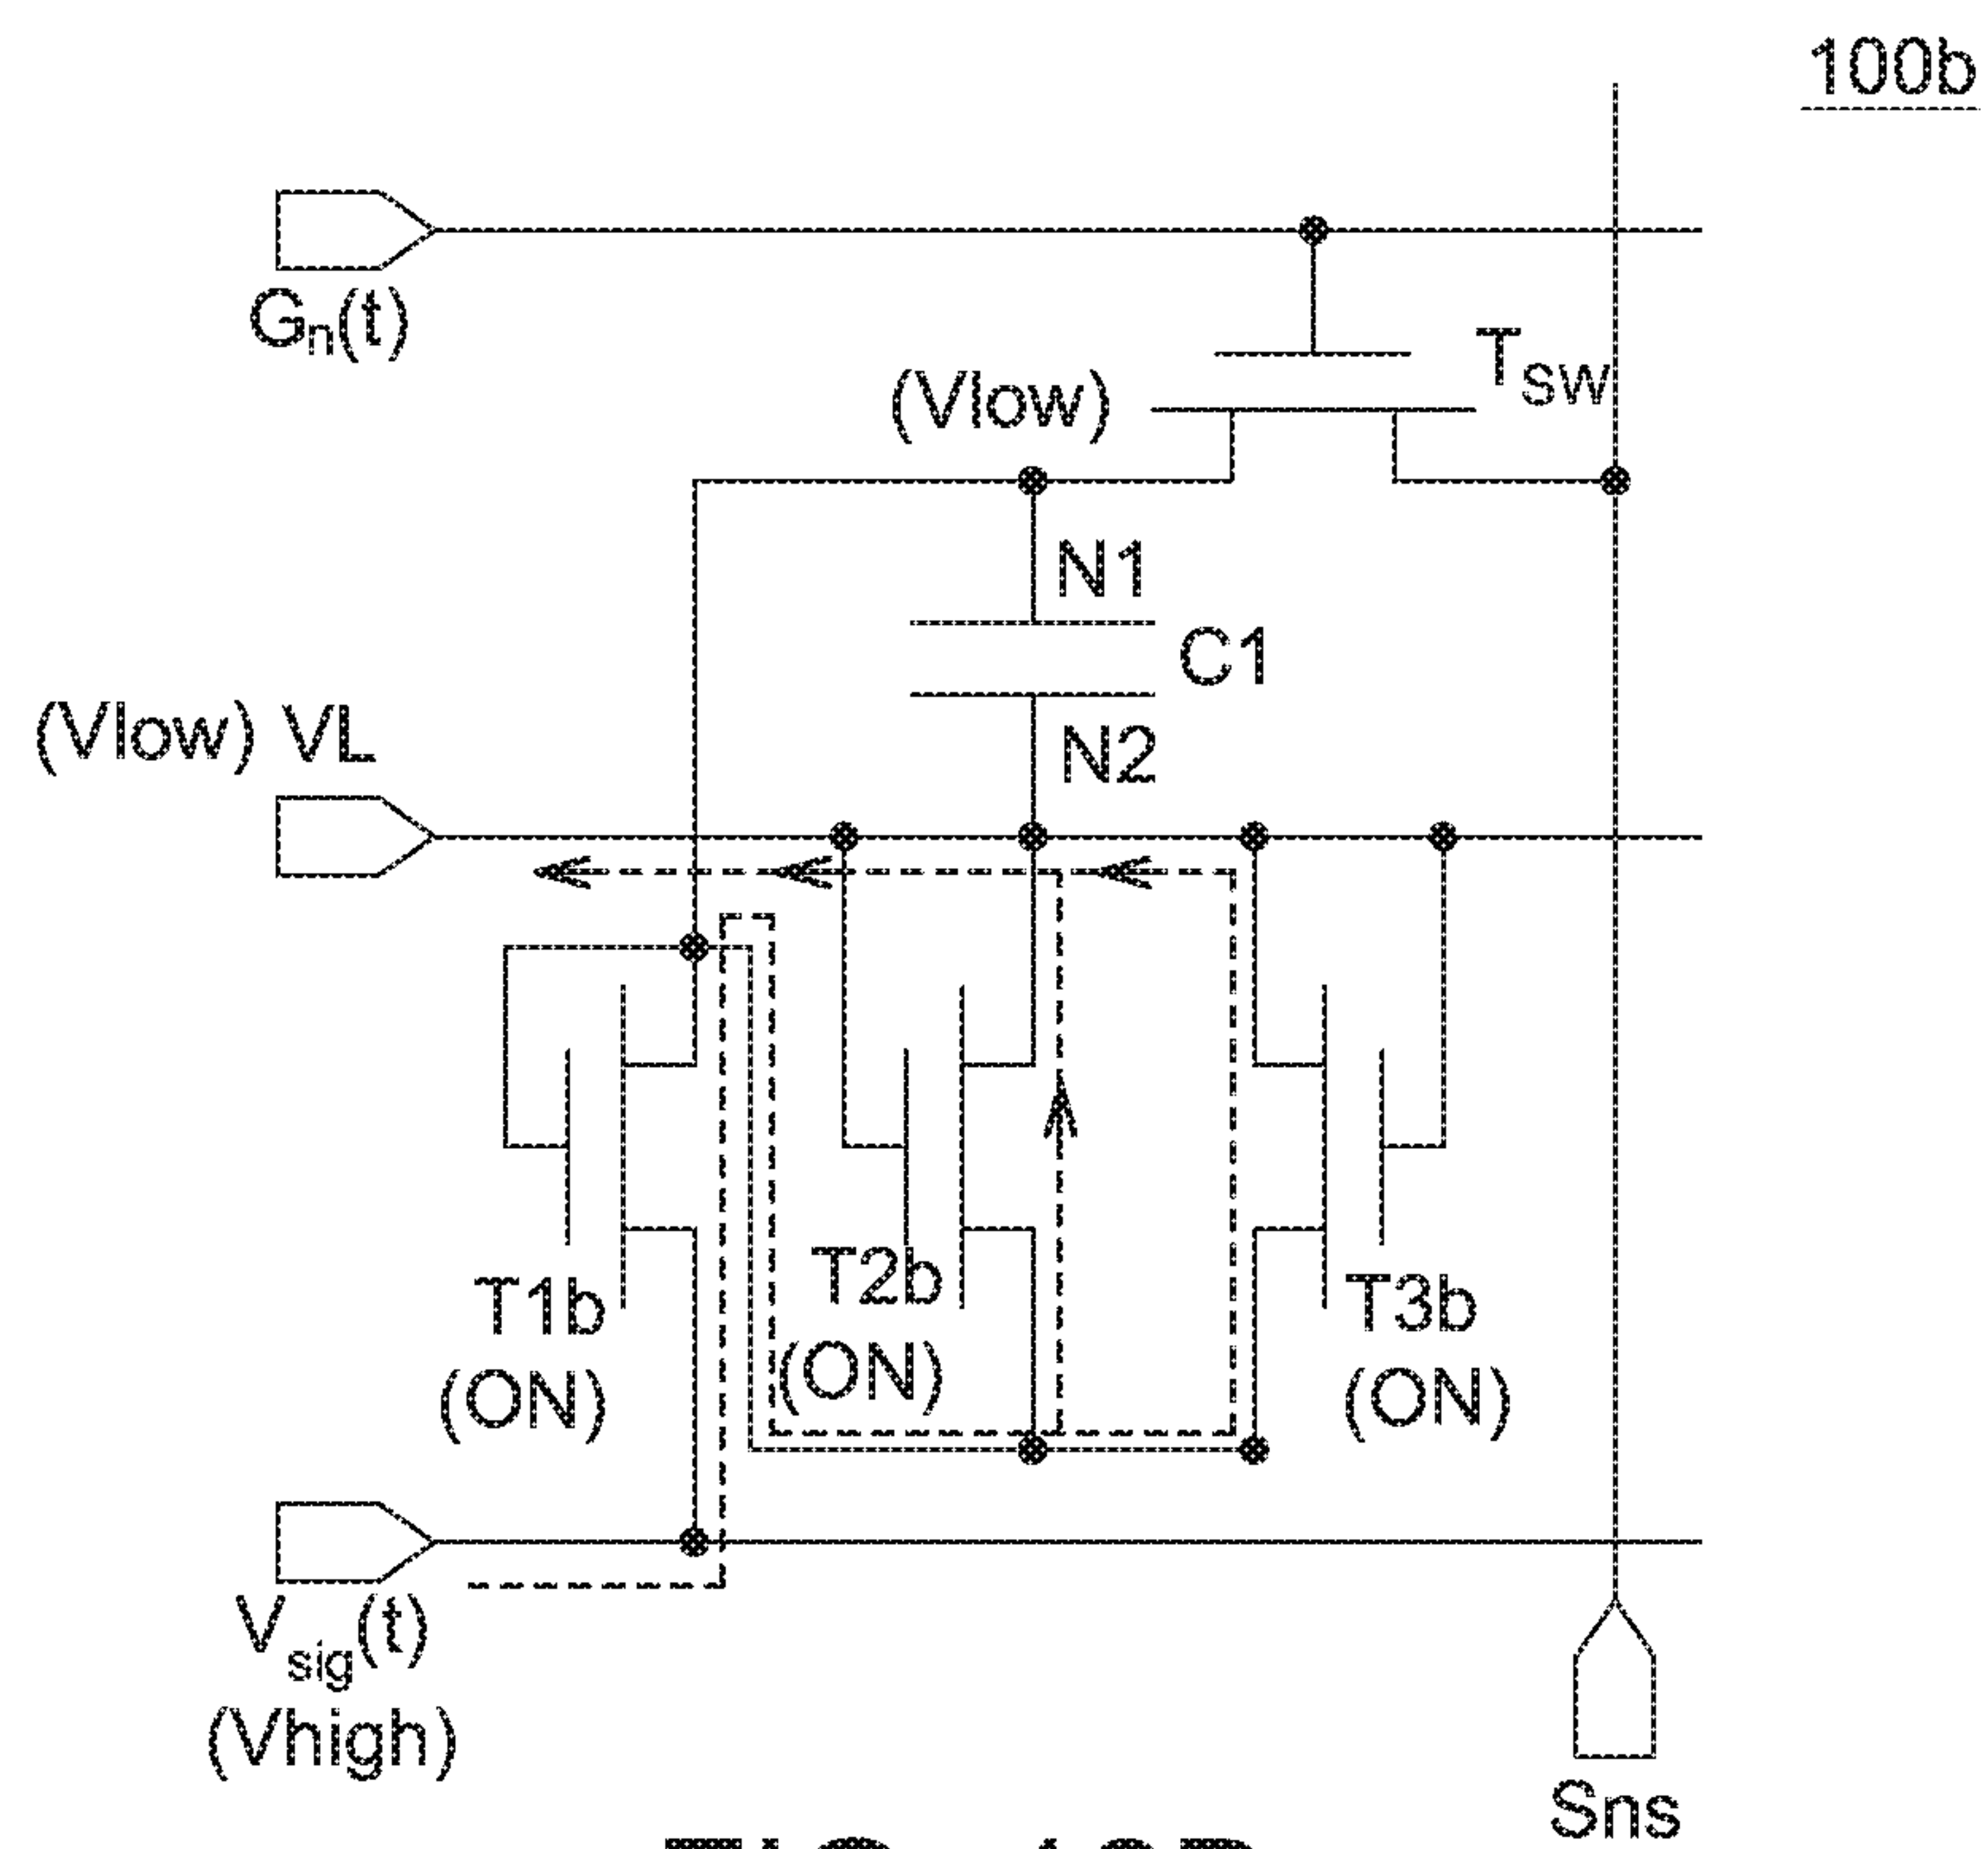 100b
Gn(t)
TSW
(Vlow)
N1
C1
(Vlow) VL
N2
T1b
(ON)
T2b
(ON)
T3b
(ON)
Vsig(t)
(Vhigh)
Sns